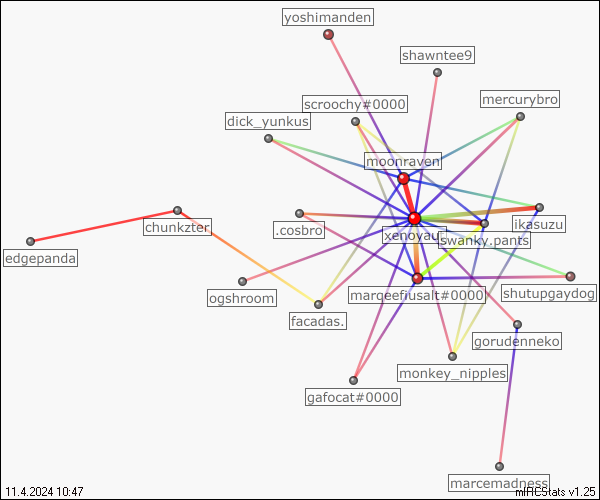 yoshimanden
shawntee9
mercurybro
scroochy#0000
dick_yunkus
moonraven
ikasuzu
chunkzter
.cosbro
xenoyau
swanky.pants
edgepanda
ogshroom
marqeefiusalt#0000
shutupgaydog
facadas.
gorudenneko
monkey_nipples
gafocat#0000
marcemadness
11.4.2024 10:47
mIRCStats v1.25